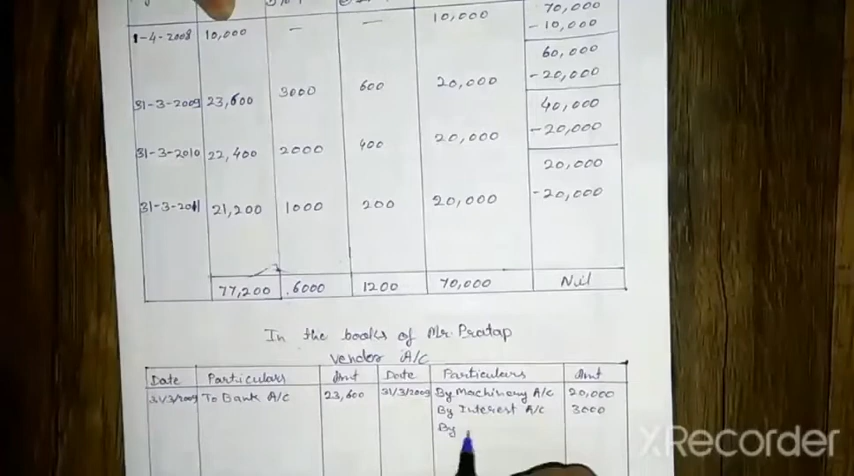 10,000 70,000
1-4-2008 10,000 — — - 10,000
60,000
31-3-2009 23,600 3000 600 20,000 - 20,000
40,000
31-3-2010 22,400 2000 400 20,000 - 20,000
20,000
31-3-2011 21,200 1000 200 20,000 - 20,000
77,200 6000 1200 70,000 Nil
In the books of Mr. Pratap
Vendor A/C
Date Particulars Amt Date Particulars Amt
31/3/2009 To Bank A/c 23,600 31/3/2009 By Machinery A/c 20,000
By Interest A/c 3000
By
XRecorder